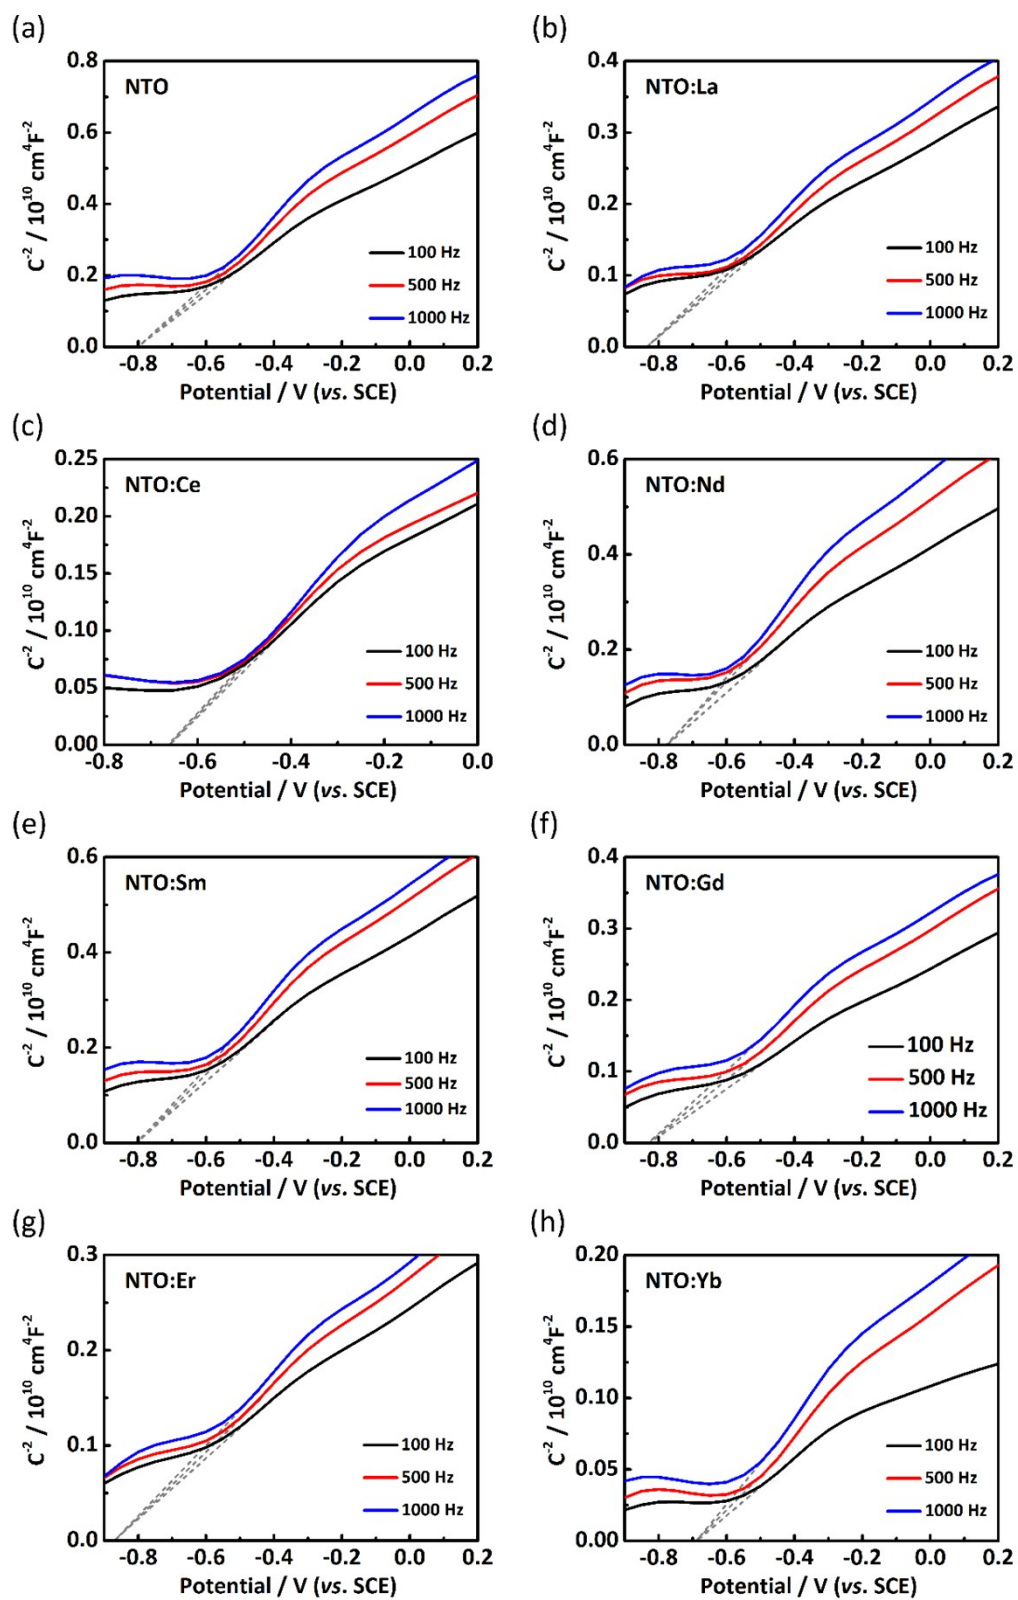 (a)
NTO
C⁻² / 10¹⁰ cm⁴F⁻²
0.8
0.6
0.4
0.2
0.0
100 Hz
500 Hz
1000 Hz
-0.8 -0.6 -0.4 -0.2 0.0 0.2
Potential / V (vs. SCE)
(b)
NTO:La
C⁻² / 10¹⁰ cm⁴F⁻²
0.4
0.3
0.2
0.1
0.0
100 Hz
500 Hz
1000 Hz
-0.8 -0.6 -0.4 -0.2 0.0 0.2
Potential / V (vs. SCE)
(c)
NTO:Ce
C⁻² / 10¹⁰ cm⁴F⁻²
0.25
0.20
0.15
0.10
0.05
0.00
100 Hz
500 Hz
1000 Hz
-0.8 -0.6 -0.4 -0.2 0.0
Potential / V (vs. SCE)
(d)
NTO:Nd
C⁻² / 10¹⁰ cm⁴F⁻²
0.6
0.4
0.2
0.0
100 Hz
500 Hz
1000 Hz
-0.8 -0.6 -0.4 -0.2 0.0 0.2
Potential / V (vs. SCE)
(e)
NTO:Sm
C⁻² / 10¹⁰ cm⁴F⁻²
0.6
0.4
0.2
0.0
100 Hz
500 Hz
1000 Hz
-0.8 -0.6 -0.4 -0.2 0.0 0.2
Potential / V (vs. SCE)
(f)
NTO:Gd
C⁻² / 10¹⁰ cm⁴F⁻²
0.4
0.3
0.2
0.1
0.0
100 Hz
500 Hz
1000 Hz
-0.8 -0.6 -0.4 -0.2 0.0 0.2
Potential / V (vs. SCE)
(g)
NTO:Er
C⁻² / 10¹⁰ cm⁴F⁻²
0.3
0.2
0.1
0.0
100 Hz
500 Hz
1000 Hz
-0.8 -0.6 -0.4 -0.2 0.0 0.2
Potential / V (vs. SCE)
(h)
NTO:Yb
C⁻² / 10¹⁰ cm⁴F⁻²
0.20
0.15
0.10
0.05
0.00
100 Hz
500 Hz
1000 Hz
-0.8 -0.6 -0.4 -0.2 0.0 0.2
Potential / V (vs. SCE)